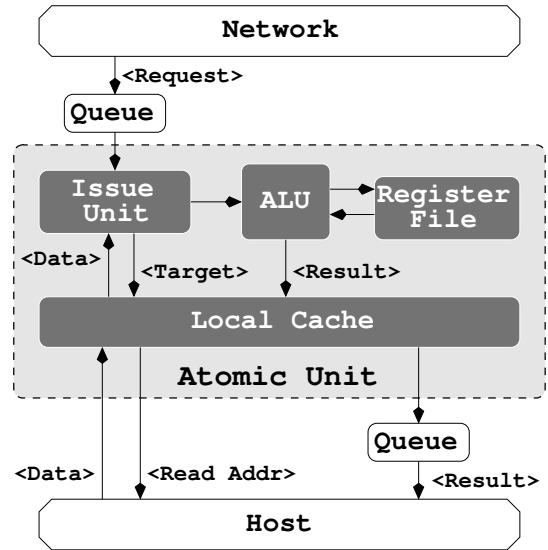 Network
<Request>
Queue
Issue
Unit
ALU
Register
File
<Data>
<Target>
<Result>
Local Cache
Atomic Unit
Queue
<Data>
<Read Addr>
<Result>
Host